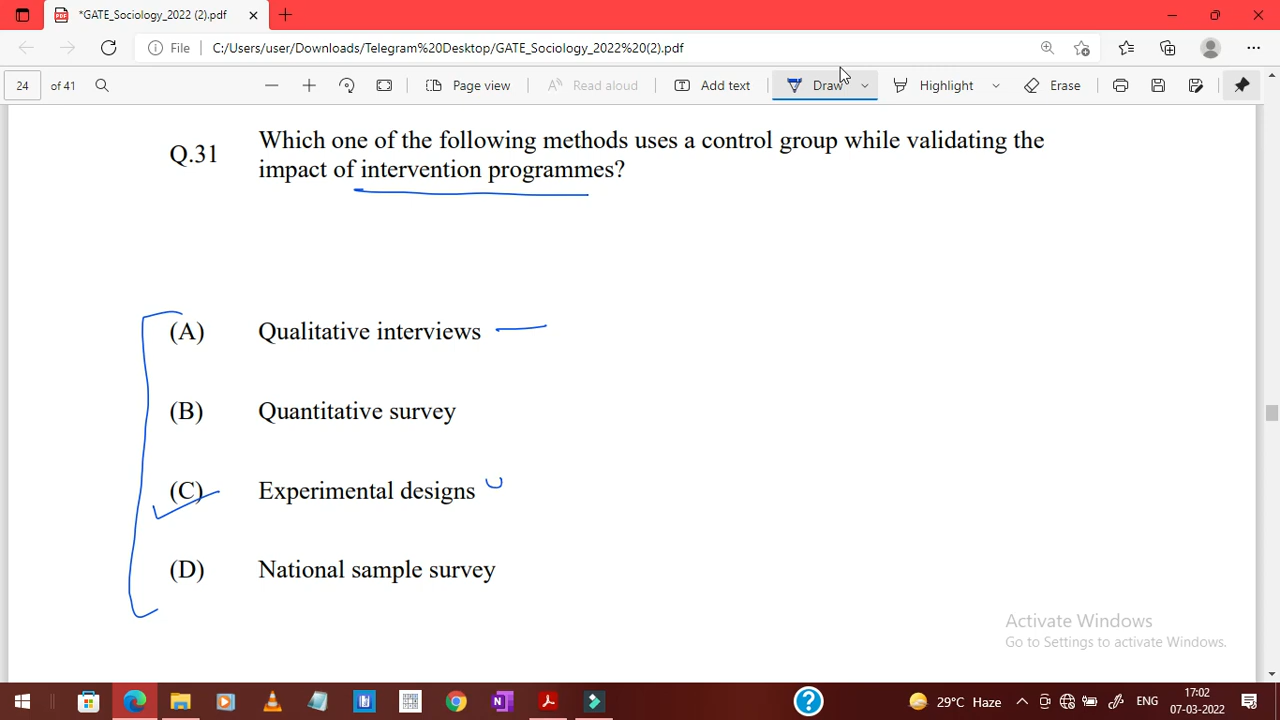 *GATE_Sociology_2022 (2).pdf
File C:/Users/user/Downloads/Telegram%20Desktop/GATE_Sociology_2022%20(2).pdf
24 of 41 Page view Read aloud Add text Draw Highlight Erase
Q.31 Which one of the following methods uses a control group while validating the
impact of intervention programmes?
(A) Qualitative interviews
(B) Quantitative survey
(C) Experimental designs
(D) National sample survey
Activate Windows
Go to Settings to activate Windows.
29°C Haze ENG 17:02
07-03-2022